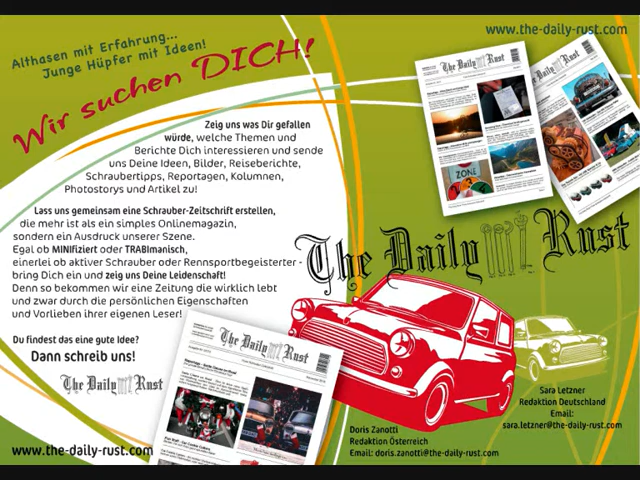 Althasen mit Erfahrung...
Junge Hüpfer mit Ideen!
Wir suchen DICH!
www.the-daily-rust.com
Zeig uns was Dir gefallen
würde, welche Themen und
Berichte Dich interessieren und sende
uns Deine Ideen, Bilder, Reiseberichte,
Schraubertipps, Reportagen, Kolumnen,
Photostorys und Artikel zu!
Lass uns gemeinsam eine Schrauber-Zeitschrift erstellen,
die mehr ist als ein simples Onlinemagazin,
sondern ein Ausdruck unserer Szene.
Egal ob MINIfiziert oder TRABImanisch,
einerlei ob aktiver Schrauber oder Rennsportbegeisterter -
bring Dich ein und zeig uns Deine Leidenschaft!
Denn so bekommen wir eine Zeitung die wirklich lebt
und zwar durch die persönlichen Eigenschaften
und Vorlieben ihrer eigenen Leser!
Du findest das eine gute Idee?
Dann schreib uns!
The Daily Rust
www.the-daily-rust.com
The Daily Rust
The Daily Rust
ZONE
The Daily Rust
The Daily Rust
Doris Zanotti
Redaktion Österreich
Email: doris.zanotti@the-daily-rust.com
Sara Letzner
Redaktion Deutschland
Email:
sara.letzner@the-daily-rust.com